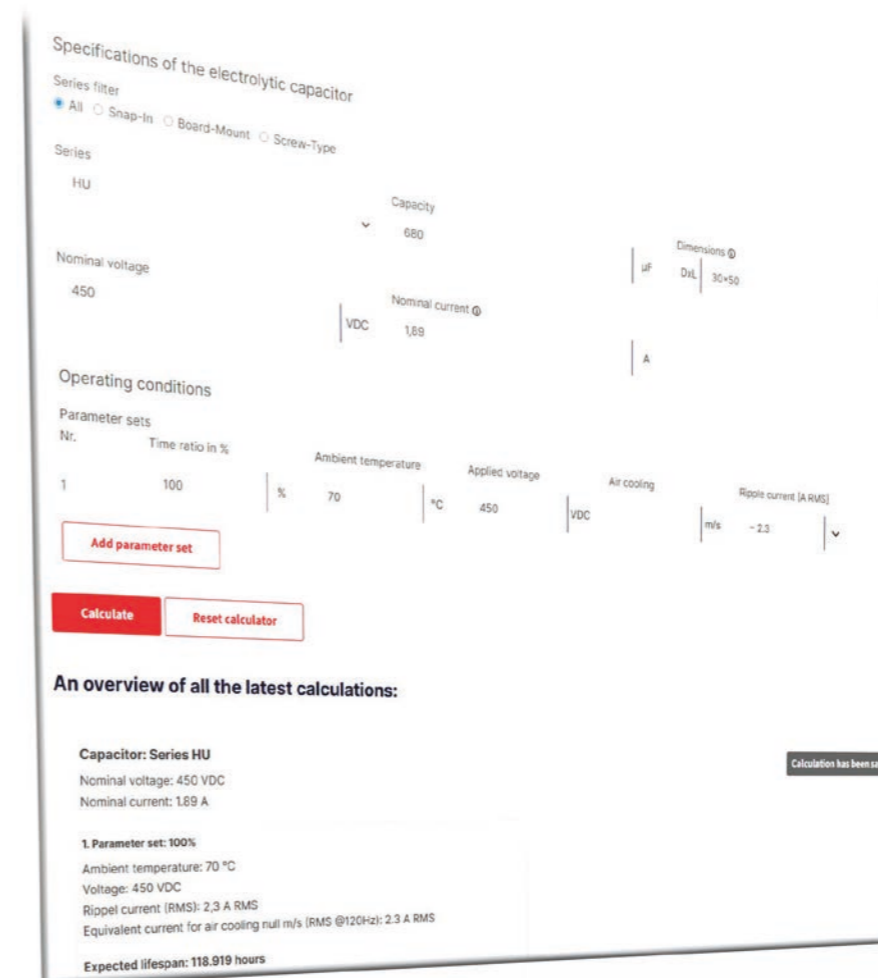 Specifications of the electrolytic capacitor
Series filter
All Snap-In Board-Mount Screw-Type
Series
HU
Capacity
680 µF
Dimensions
DxL 30×50
Nominal voltage
450 VDC
Nominal current
1,89 A
Operating conditions
Parameter sets
Nr. Time ratio in % Ambient temperature Applied voltage Air cooling Ripple current [A RMS]
1 100 % 70 °C 450 VDC m/s ~ 2.3
Add parameter set
Calculate Reset calculator
An overview of all the latest calculations:
Capacitor: Series HU
Nominal voltage: 450 VDC
Nominal current: 1.89 A
Calculation has been sa
1. Parameter set: 100%
Ambient temperature: 70 °C
Voltage: 450 VDC
Rippel current (RMS): 2,3 A RMS
Equivalent current for air cooling null m/s (RMS @120Hz): 2.3 A RMS
Expected lifespan: 118.919 hours